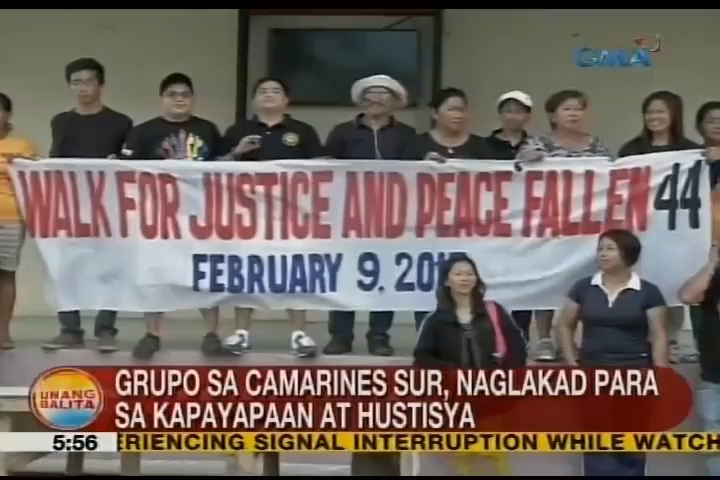 GMA
WALK FOR JUSTICE AND PEACE FALLEN 44
FEBRUARY 9, 201
UNANG BALITA
GRUPO SA CAMARINES SUR, NAGLAKAD PARA
SA KAPAYAPAAN AT HUSTISYA
5:56 ERIENCING SIGNAL INTERRUPTION WHILE WATCH